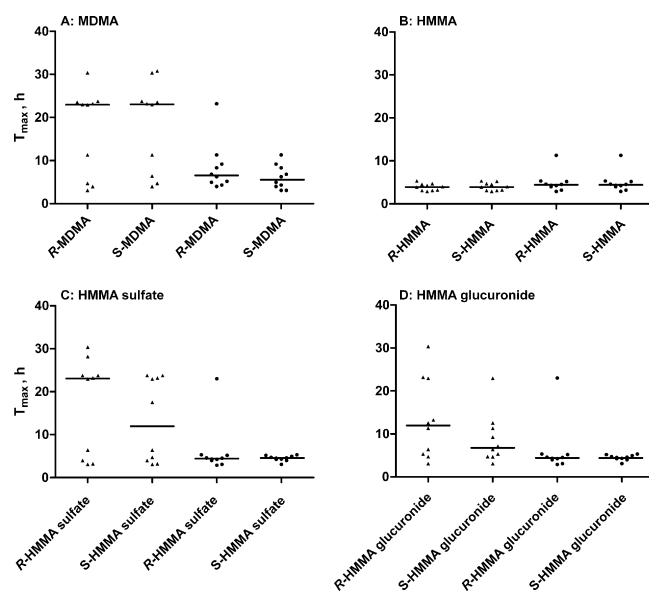 A: MDMA
B: HMMA
40
30
20
10
0
T max, h
R-MDMA
S-MDMA
R-MDMA
S-MDMA
40
30
20
10
0
R-HMMA
S-HMMA
R-HMMA
S-HMMA
C: HMMA sulfate
D: HMMA glucuronide
40
30
20
10
0
T max, h
R-HMMA sulfate
S-HMMA sulfate
R-HMMA sulfate
S-HMMA sulfate
40
30
20
10
0
R-HMMA glucuronide
S-HMMA glucuronide
R-HMMA glucuronide
S-HMMA glucuronide